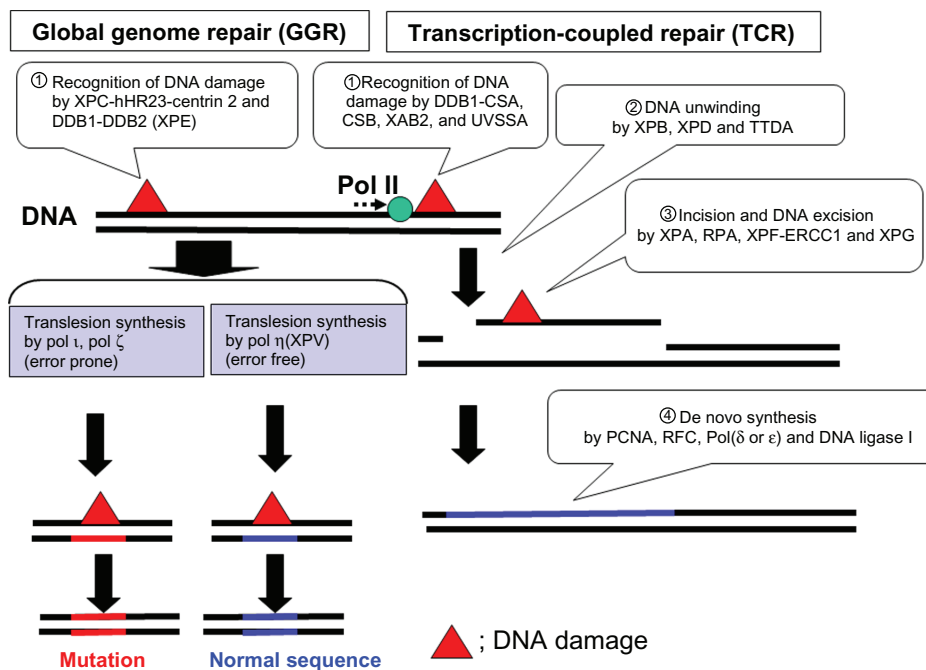 Global genome repair (GGR)
Transcription-coupled repair (TCR)
① Recognition of DNA damage
by XPC-hHR23-centrin 2 and
DDB1-DDB2 (XPE)
①Recognition of DNA
damage by DDB1-CSA,
CSB, XAB2, and UVSSA
②DNA unwinding
by XPB, XPD and TTDA
Pol II
DNA
③Incision and DNA excision
by XPA, RPA, XPF-ERCC1 and XPG
Translesion synthesis
by pol ι, pol ζ
(error prone)
Translesion synthesis
by pol η(XPV)
(error free)
④ De novo synthesis
by PCNA, RFC, Pol(δ or ε) and DNA ligase I
Mutation
Normal sequence
; DNA damage